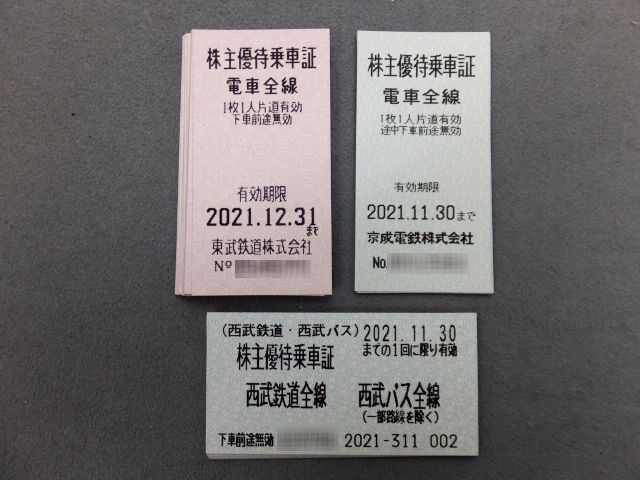 株主優待乗車証
電車全線
1枚1人片道有効
下車前途無効
有効期限
2021.12.31
まで
東武鉄道株式会社
Nº
株主優待乗車証
電車全線
1枚1人片道有効
途中下車前途無効
有効期限
2021.11.30まで
京成電鉄株式会社
No.
(西武鉄道・西武バス) 2021.11.30
株主優待乗車証 までの1回に限り有効
西武鉄道全線 西武バス全線
(一部路線を除く)
下車前途無効 2021-311 002